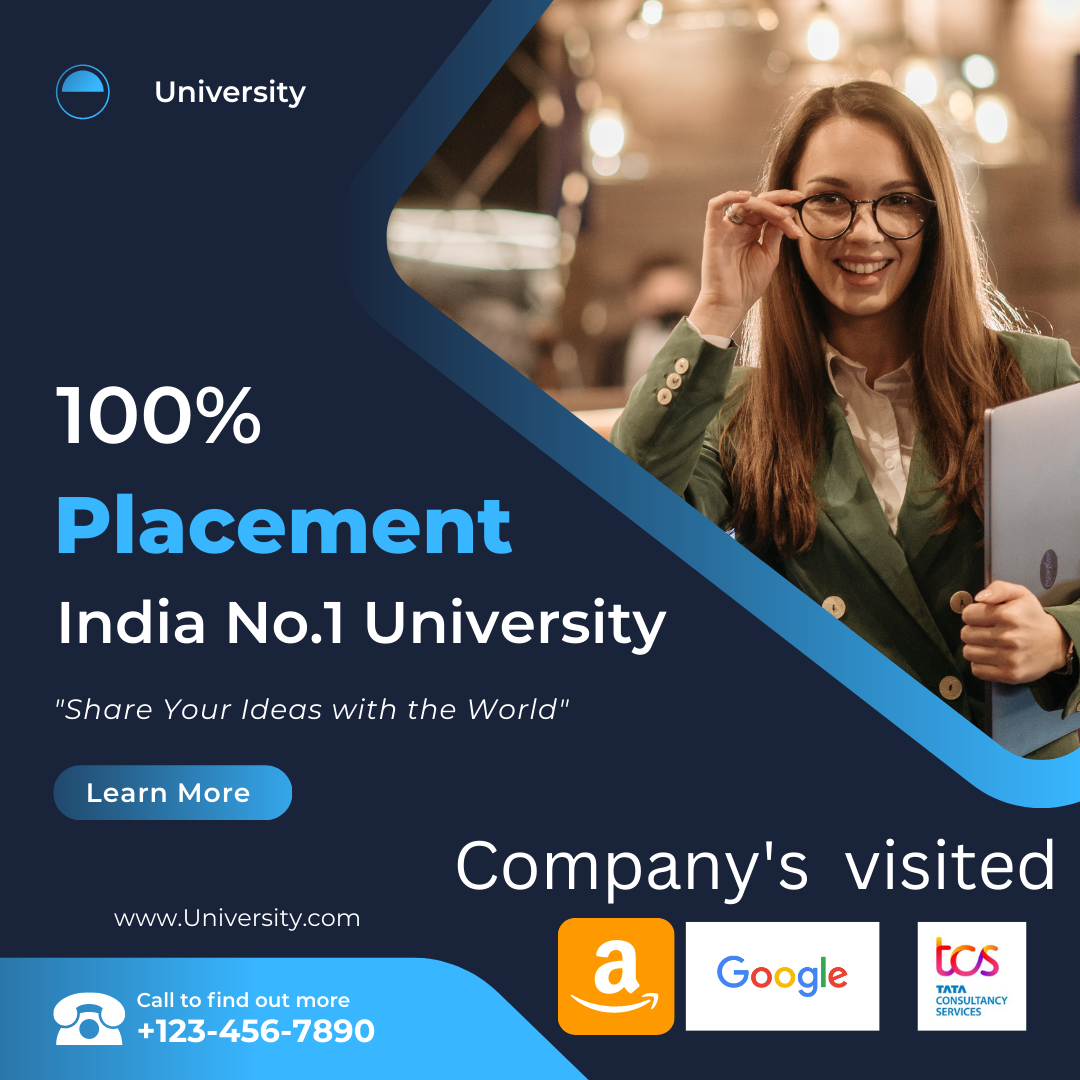 University
100%
Placement
India No.1 University
"Share Your Ideas with the World"
Learn More
Company's visited
www.University.com
a
Google
tcs
TATA
CONSULTANCY
SERVICES
Call to find out more
+123-456-7890